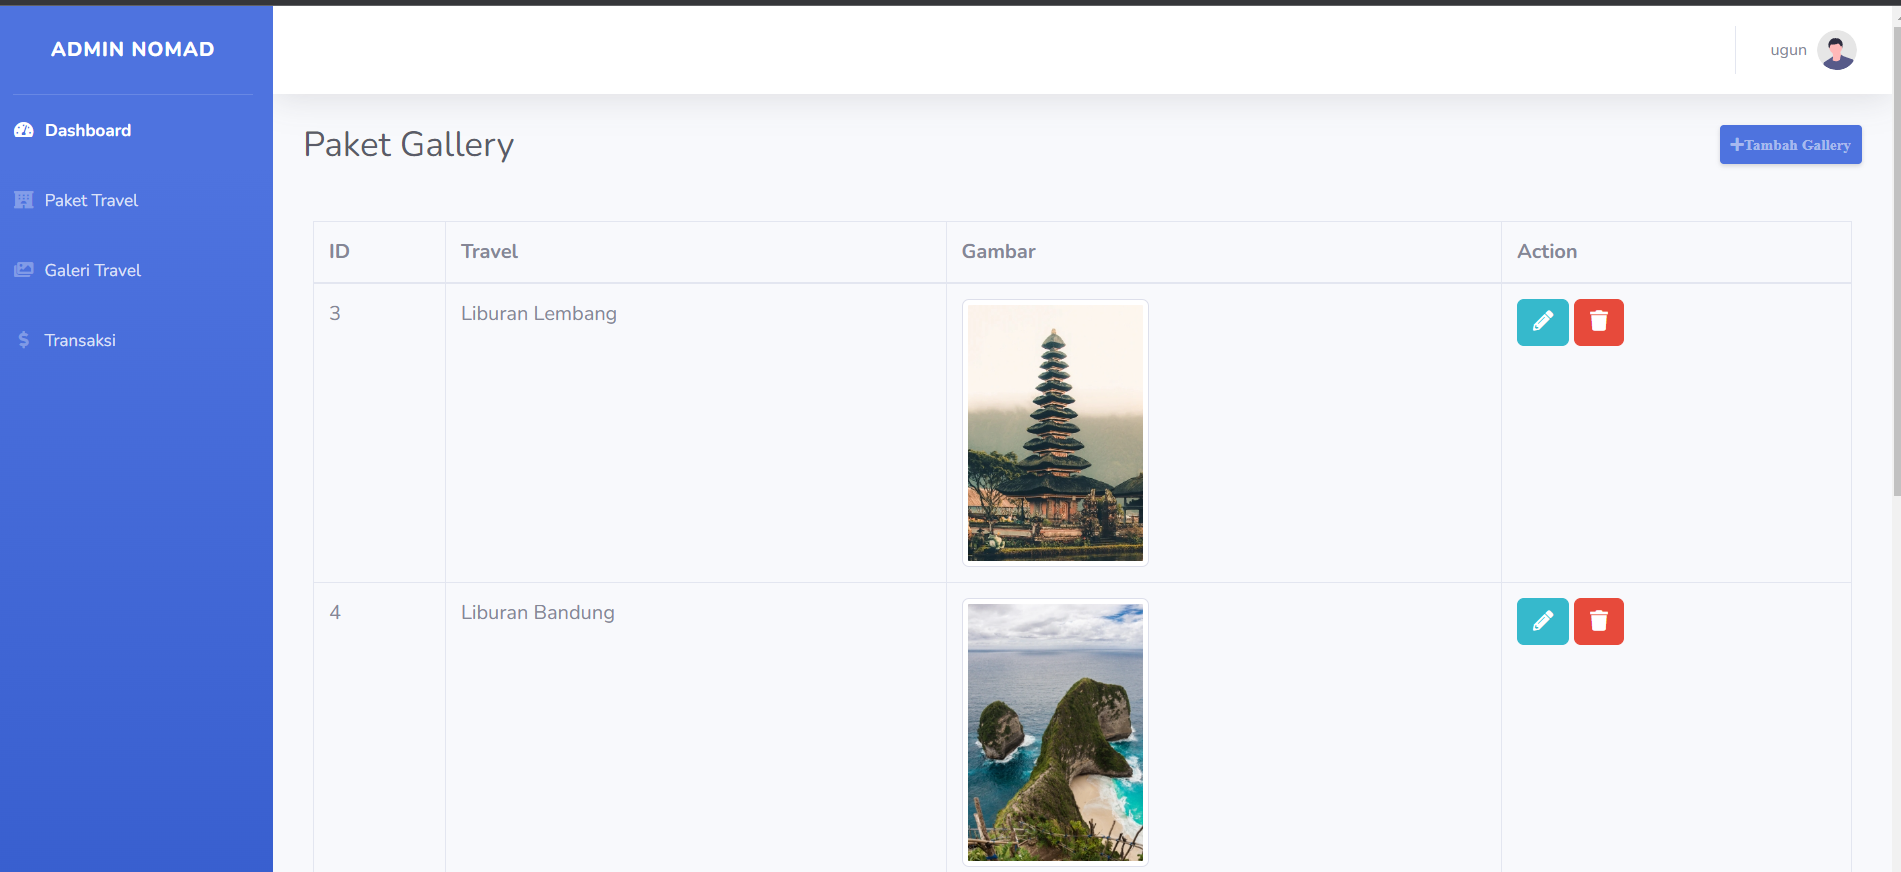 ADMIN NOMAD
ugun
Dashboard
Paket Travel
Galeri Travel
Transaksi
Paket Gallery
Tambah Gallery
ID Travel Gambar Action
3 Liburan Lembang
4 Liburan Bandung